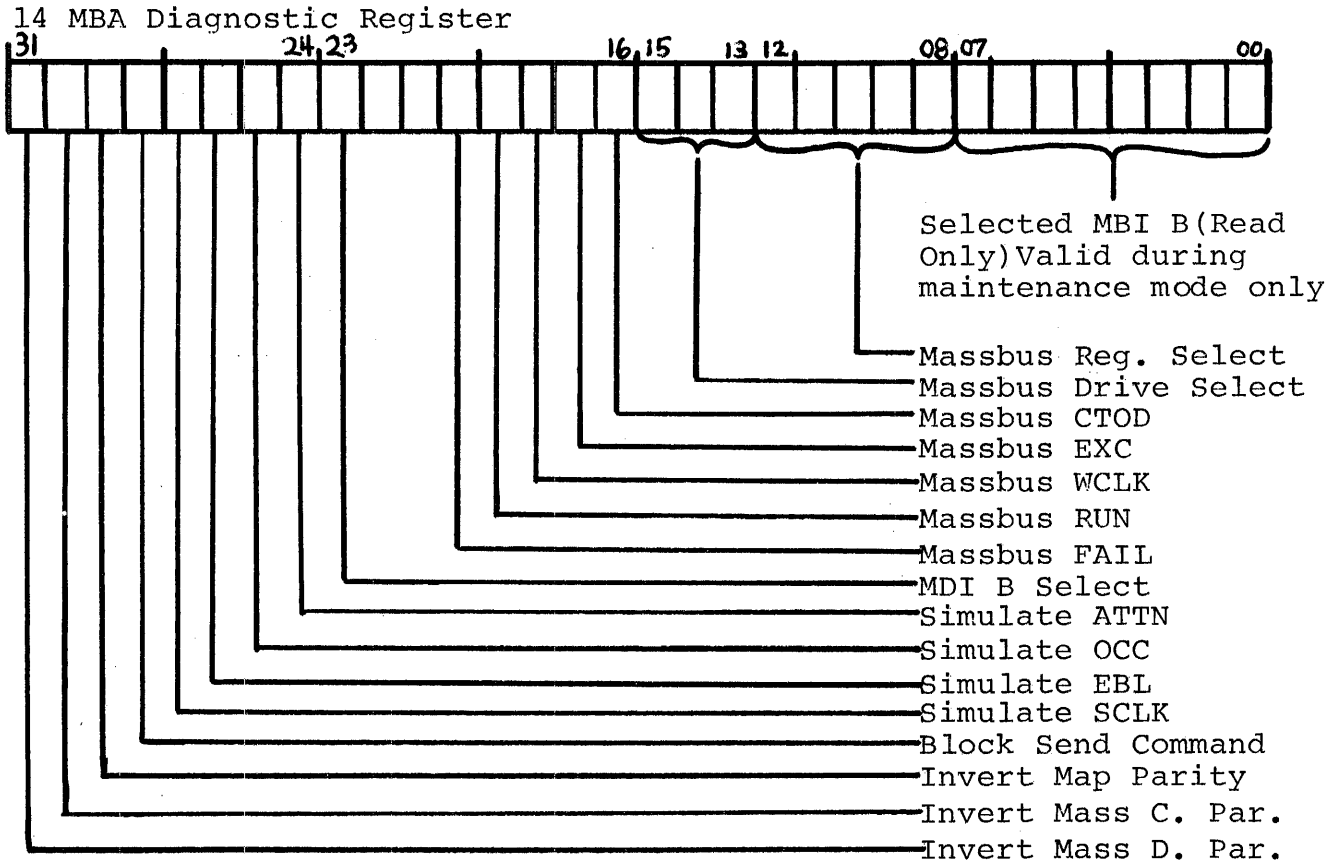 14 MBA Diagnostic Register
31 24 23 16 15 13 12 08 07 00
Selected MBI B(Read
Only)Valid during
maintenance mode only
Massbus Reg. Select
Massbus Drive Select
Massbus CTOD
Massbus EXC
Massbus WCLK
Massbus RUN
Massbus FAIL
MDI B Select
Simulate ATTN
Simulate OCC
Simulate EBL
Simulate SCLK
Block Send Command
Invert Map Parity
Invert Mass C. Par.
Invert Mass D. Par.